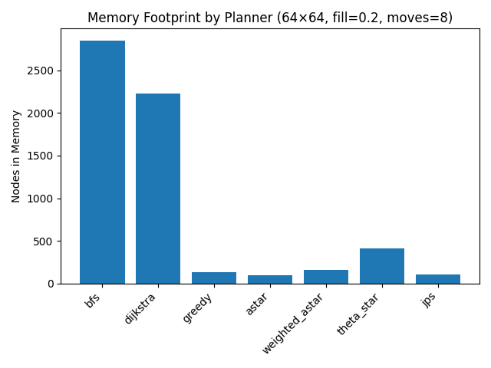 Memory Footprint by Planner (64×64, fill=0.2, moves=8)
Nodes in Memory
2500
2000
1500
1000
500
0
bfs
dijkstra
greedy
astar
weighted_astar
theta_star
jps